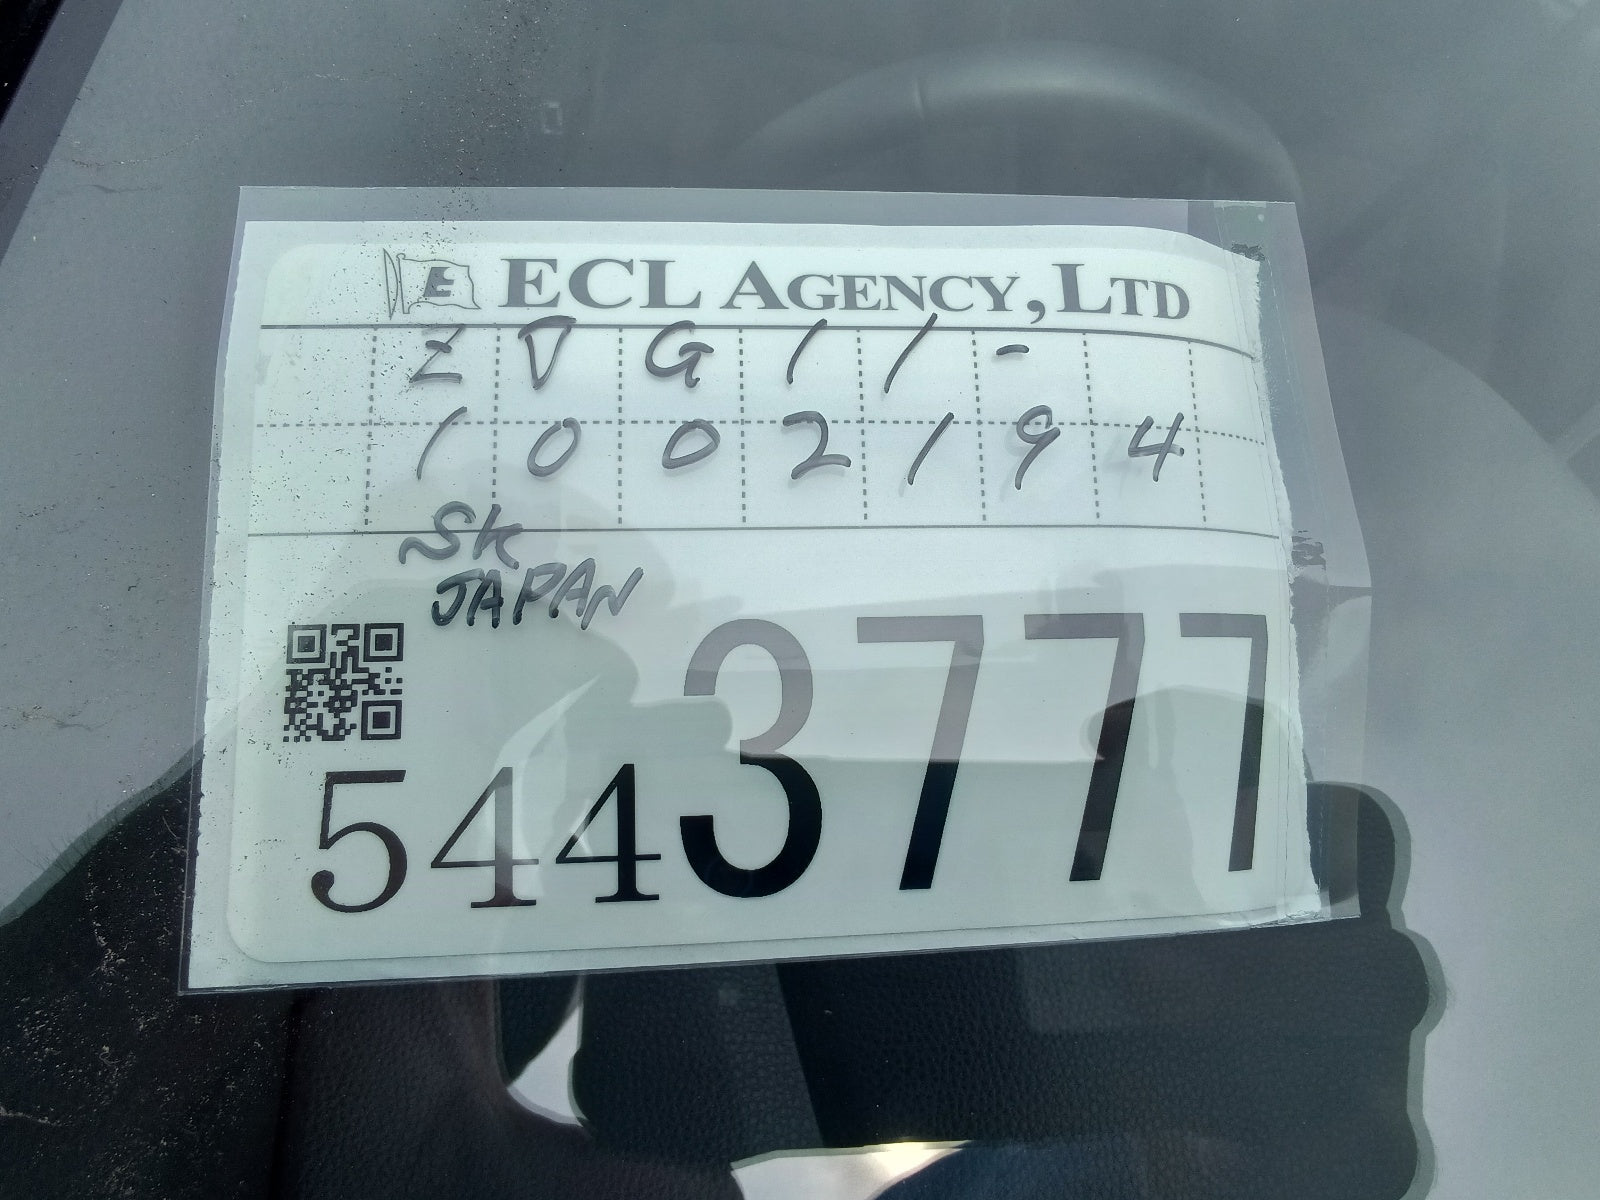 E ECL AGENCY, LTD
ZVG11-
1002194
SK
JAPAN
5443777